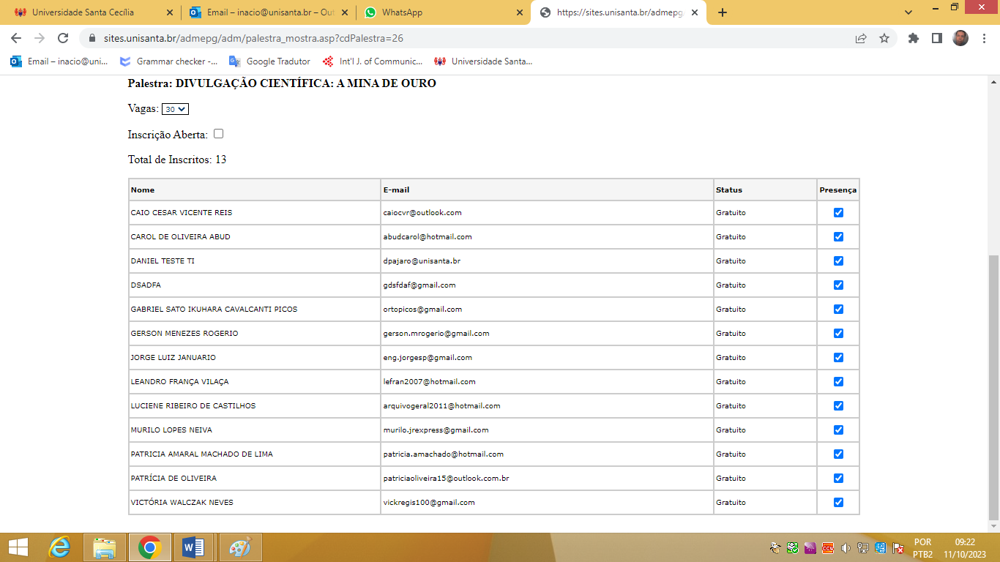 Universidade Santa Cecília
Email – inacio@unisanta.br – Out
WhatsApp
https://sites.unisanta.br/admepg
sites.unisanta.br/admepg/adm/palestra_mostra.asp?cdPalestra=26
Email – inacio@uni...
Grammar checker -...
Google Tradutor
Int'l J. of Communic...
Universidade Santa...
Palestra: DIVULGAÇÃO CIENTÍFICA: A MINA DE OURO
Vagas: 30
Inscrição Aberta:
Total de Inscritos: 13
Nome E-mail Status Presença
CAIO CESAR VICENTE REIS caiocvr@outlook.com Gratuito
CAROL DE OLIVEIRA ABUD abudcarol@hotmail.com Gratuito
DANIEL TESTE TI dpajaro@unisanta.br Gratuito
DSADFA gdsfdaf@gmail.com Gratuito
GABRIEL SATO IKUHARA CAVALCANTI PICOS ortopicos@gmail.com Gratuito
GERSON MENEZES ROGERIO gerson.mrogerio@gmail.com Gratuito
JORGE LUIZ JANUARIO eng.jorgesp@gmail.com Gratuito
LEANDRO FRANÇA VILAÇA lefran2007@hotmail.com Gratuito
LUCIENE RIBEIRO DE CASTILHOS arquivogeral2011@hotmail.com Gratuito
MURILO LOPES NEIVA murilo.jrexpress@gmail.com Gratuito
PATRICIA AMARAL MACHADO DE LIMA patricia.amachado@hotmail.com Gratuito
PATRÍCIA DE OLIVEIRA patriciaoliveira15@outlook.com.br Gratuito
VICTÓRIA WALCZAK NEVES vickregis100@gmail.com Gratuito
POR 09:22
PTB2 11/10/2023